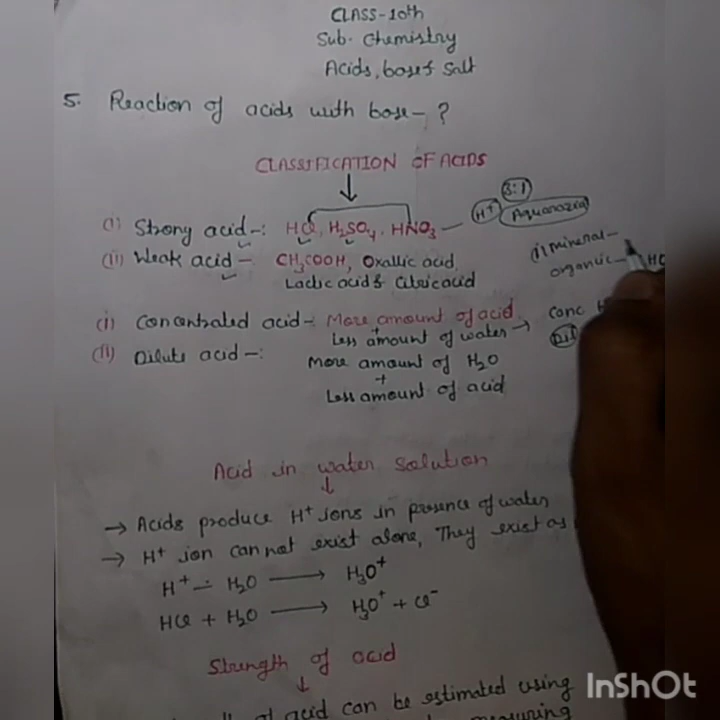 CLASS-10th
Sub- Chemistry
Acids, bases Salt
5. Reaction of acids with base- ?
CLASSIFICATION OF ACIDS
3:1
(i) Strong acid-: HCl, H2SO4, HNO3 - H+
(ii) Weak acid-: CH3COOH, Oxallic acid,
Lactic acid & Citric acid
(i) mineral-
organic-
(i) Concentrated acid-: More amount of acid
+
Less amount of water → Conc
(ii) Dilute acid-: Dil
More amount of H2O
+
Less amount of acid
Acid in water solution
→ Acids produce H+ ions in presence of water
→ H+ ion can not exist alone, They exist as
H+ - H2O → H3O+
HCl + H2O → H3O+ + Cl-
Strength of acid
of acid can be estimated using
measuring
InShOt